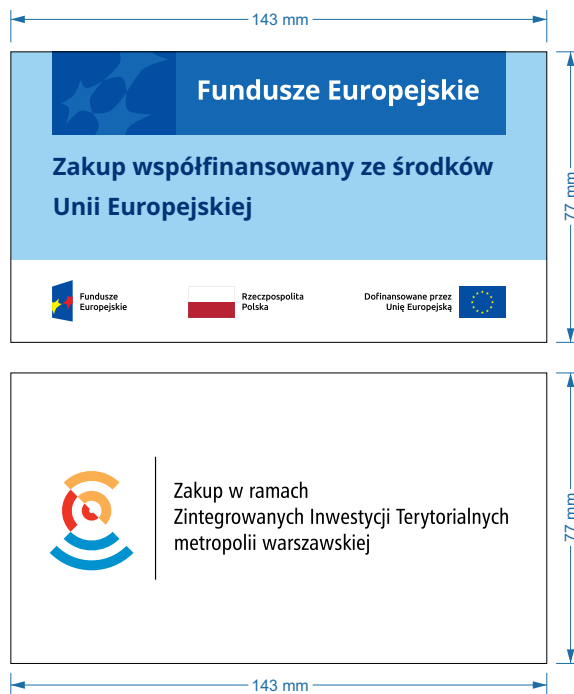 143 mm
Fundusze Europejskie
Zakup współfinansowany ze środków
Unii Europejskiej
77 mm
Fundusze
Europejskie
Rzeczpospolita
Polska
Dofinansowane przez
Unię Europejską
Zakup w ramach
Zintegrowanych Inwestycji Terytorialnych
metropolii warszawskiej
77 mm
143 mm